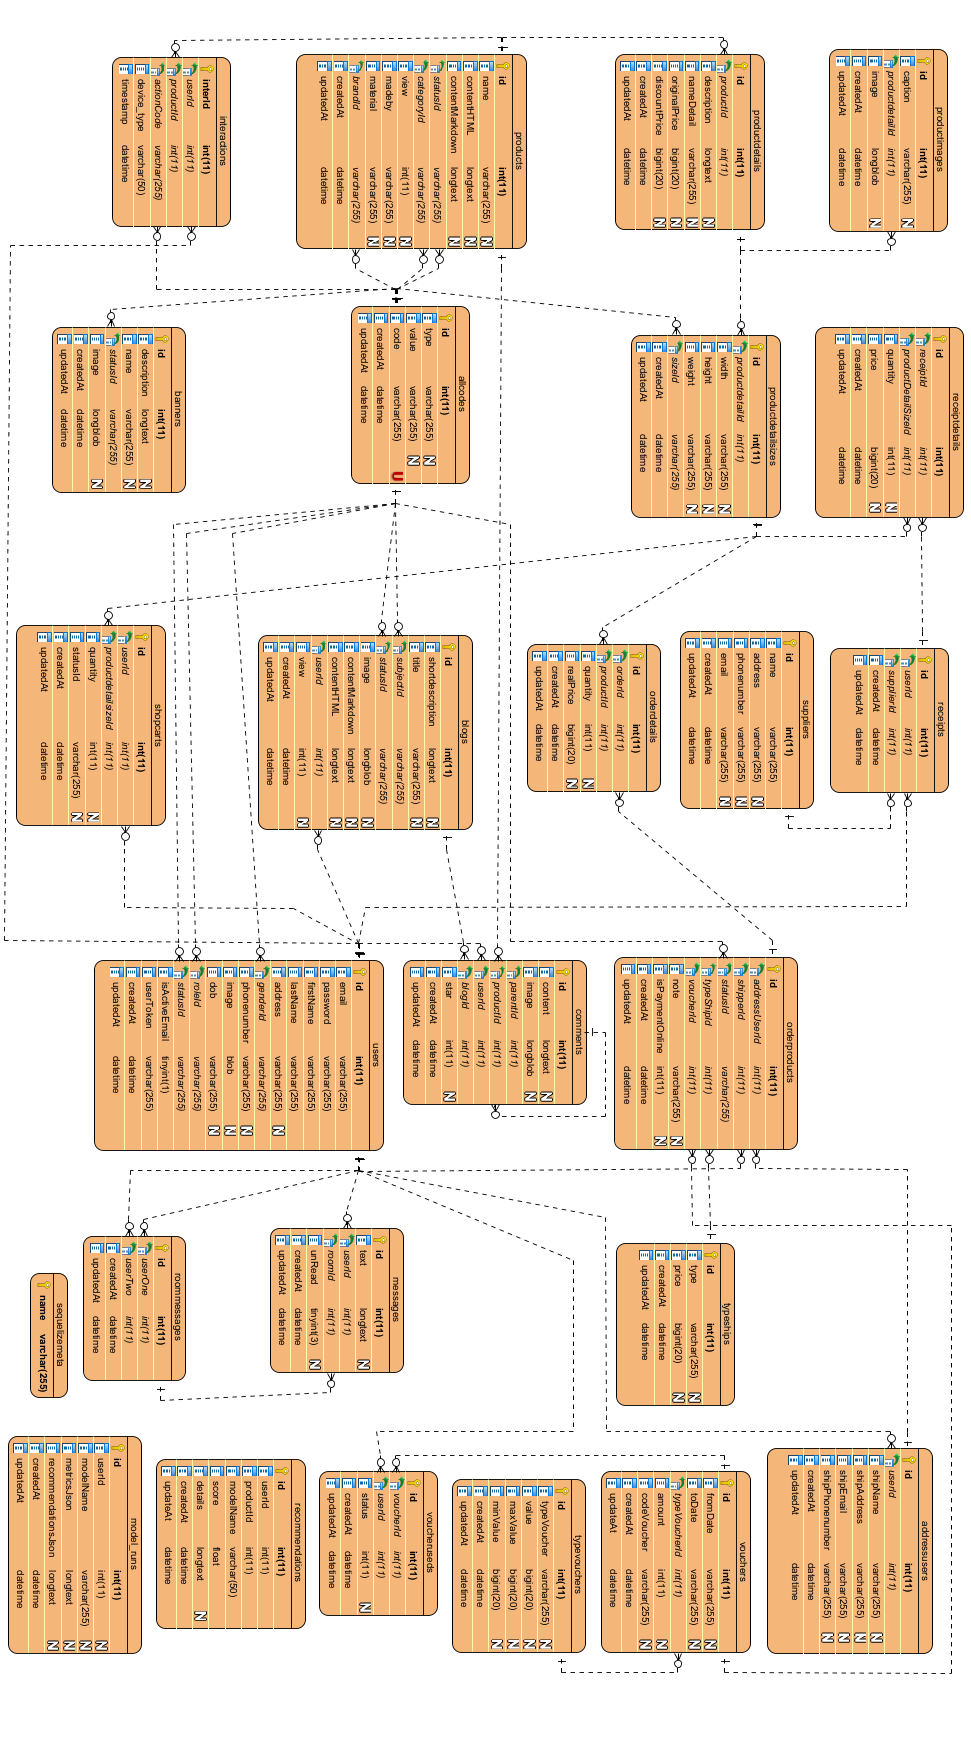 productimages
id int(11)
caption varchar(255) N
productdetailId int(11)
image longblob N
createdAt datetime
updatedAt datetime
receiptdetails
id int(11)
receiptId int(11)
productDetailSizeId int(11)
quantity int(11) N
price bigint(20) N
createdAt datetime
updatedAt datetime
receipts
id int(11)
userId int(11)
supplierId int(11)
createdAt datetime
updatedAt datetime
addressusers
id int(11)
userId int(11)
shipName varchar(255) N
shipAddress varchar(255) N
shipEmail varchar(255) N
shipPhonenumber varchar(255) N
createdAt datetime
updatedAt datetime
productdetails
id int(11)
productId int(11)
description longtext N
nameDetail varchar(255) N
originalPrice bigint(20) N
discountPrice bigint(20) N
createdAt datetime
updatedAt datetime
productdetailsizes
id int(11)
productdetailId int(11)
width varchar(255) N
height varchar(255) N
weight varchar(255) N
sizeId varchar(255)
createdAt datetime
updatedAt datetime
suppliers
id int(11)
name varchar(255)
address varchar(255) N
phonenumber varchar(255) N
email varchar(255) N
createdAt datetime
updatedAt datetime
orderdetails
id int(11)
orderId int(11)
productId int(11)
quantity int(11) N
realPrice bigint(20) N
createdAt datetime
updatedAt datetime
orderproducts
id int(11)
addressUserId int(11)
shipperId int(11)
statusId varchar(255)
typeShipId int(11)
voucherId int(11)
note varchar(255) N
isPaymentOnline int(11) N
createdAt datetime
updatedAt datetime
typeships
id int(11)
type varchar(255) N
price bigint(20) N
createdAt datetime
updatedAt datetime
vouchers
id int(11)
fromDate varchar(255) N
toDate varchar(255) N
typeVoucherId int(11)
amount int(11) N
codeVoucher varchar(255) N
createdAt datetime
updateAt datetime
typevouchers
id int(11)
typeVoucher varchar(255) N
value bigint(20) N
maxValue bigint(20) N
minValue bigint(20) N
createdAt datetime
updatedAt datetime
products
id int(11)
name varchar(255) N
contentHTML longtext N
contentMarkdown longtext N
statusId varchar(255)
categoryId varchar(255)
view int(11) N
madeby varchar(255) N
material varchar(255) N
brandId varchar(255)
createdAt datetime
updatedAt datetime
allcodes
id int(11)
type varchar(255) N
value varchar(255) N
code varchar(255) U
createdAt datetime
updatedAt datetime
blogs
id int(11)
shortdescription longtext N
title varchar(255) N
subjectId varchar(255)
statusId varchar(255)
image longblob N
contentMarkdown longtext N
contentHTML longtext N
userId int(11)
view int(11) N
createdAt datetime
updatedAt datetime
comments
id int(11)
content longtext N
image longblob N
parentId int(11)
productId int(11)
userId int(11)
blogId int(11)
star int(11) N
createdAt datetime
updatedAt datetime
messages
id int(11)
text longtext N
userId int(11)
roomId int(11)
unRead tinyint(3) N
createdAt datetime
updatedAt datetime
voucheruseds
id int(11)
voucherId int(11)
userId int(11)
status int(11) N
createdAt datetime
updatedAt datetime
interactions
interId int(11)
userId int(11)
productId int(11)
actionCode varchar(255)
device_type varchar(50)
timestamp datetime
banners
id int(11)
description longtext N
name varchar(255) N
statusId varchar(255)
image longblob N
createdAt datetime
updatedAt datetime
shopcarts
id int(11)
userId int(11)
productdetailsizeId int(11)
quantity int(11) N
statusId varchar(255) N
createdAt datetime
updatedAt datetime
users
id int(11)
email varchar(255)
password varchar(255)
firstName varchar(255)
lastName varchar(255)
address varchar(255) N
genderId varchar(255)
phonenumber varchar(255) N
image blob N
dob varchar(255) N
roleId varchar(255)
statusId varchar(255)
isActiveEmail tinyint(1)
userToken varchar(255)
createdAt datetime
updatedAt datetime
roommessages
id int(11)
userOne int(11)
userTwo int(11)
createdAt datetime
updatedAt datetime
sequelizemeta
name varchar(255)
recommendations
id int(11)
userId int(11)
productId int(11)
modelName varchar(50)
score float
details longtext N
createdAt datetime
updatedAt datetime
model_runs
id int(11)
userId int(11) N
modelName varchar(255) N
metricsJson longtext N
recommendationsJson longtext N
createdAt datetime
updatedAt datetime